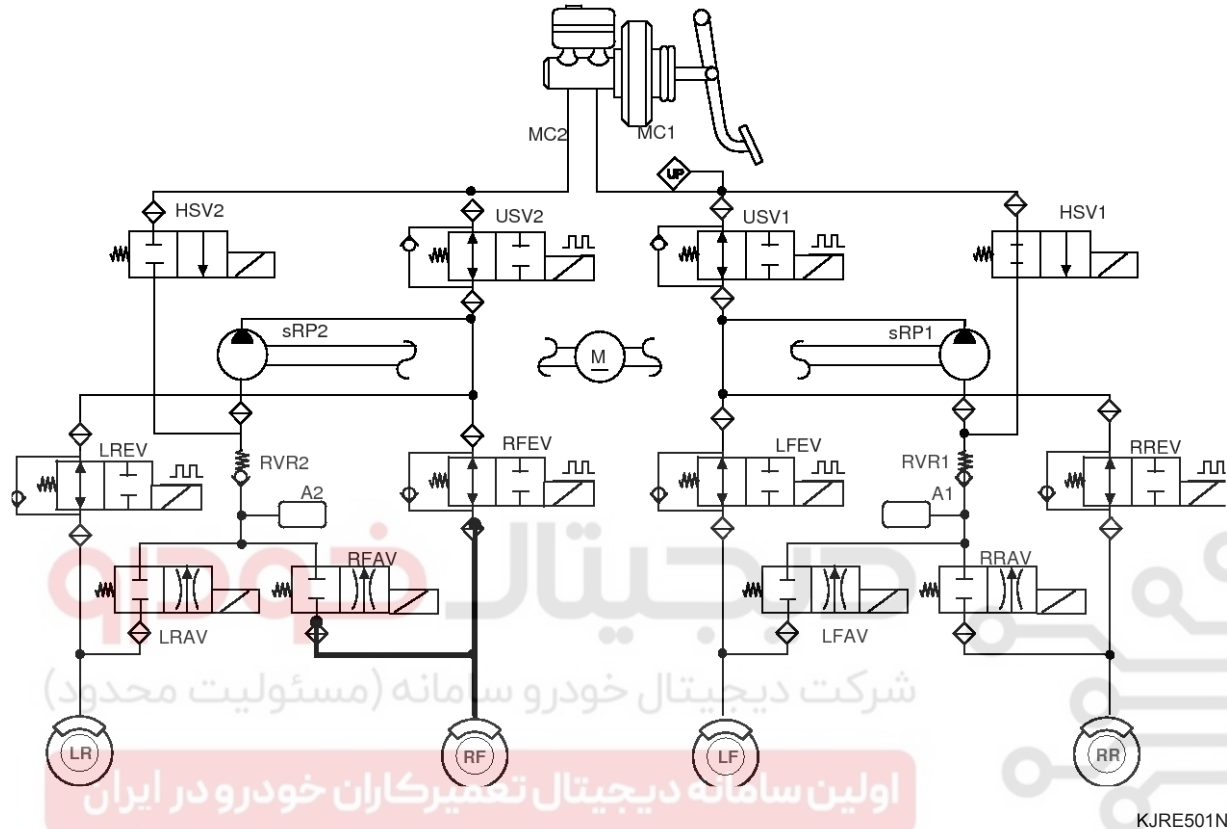 MC2
MC1
UP
HSV2
USV2
USV1
HSV1
sRP2
M
sRP1
LREV
RVR2
RFEV
LFEV
RVR1
RREV
A2
A1
دیجیتال خودرو
RFAV
RRAV
LRAV
LFAV
شرکت دیجیتال خودرو سامانه (مسئولیت محدود)
LR
RF
LF
RR
اولین سامانه دیجیتال تعمیرکاران خودرو در ایران
KJRE501N